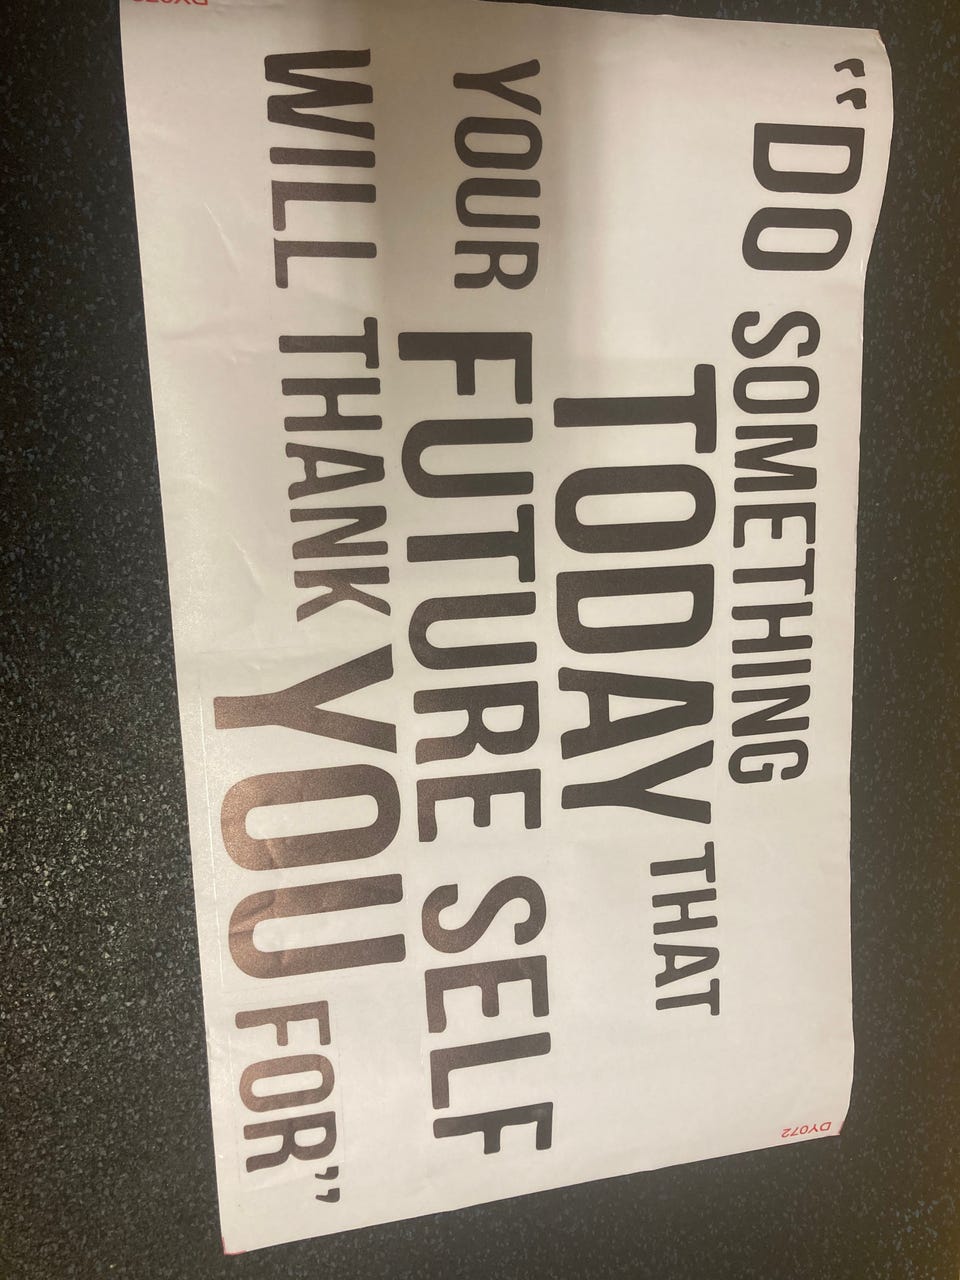 “DO SOMETHING
TODAY THAT
YOUR FUTURE SELF
WILL THANK YOU FOR”
DY072